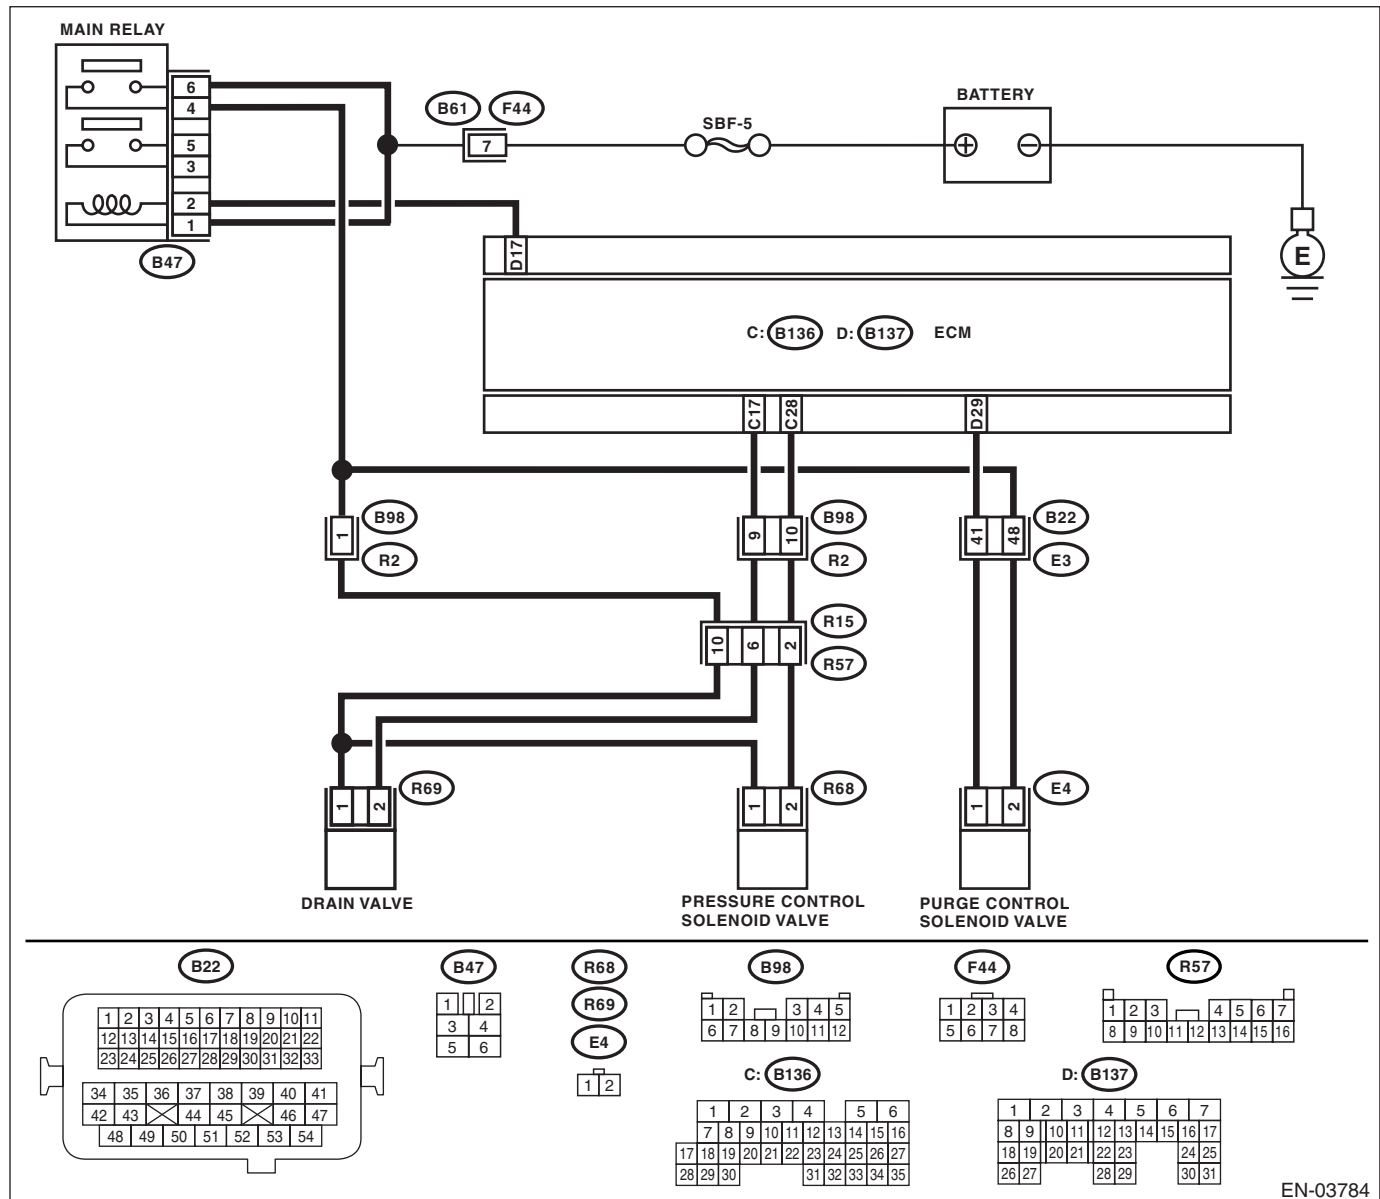 MAIN RELAY
6
4
5
3
2
1
B47
B61 F44
7
SBF-5
BATTERY
+ −
E
D17
C: B136 D: B137 ECM
C17 C28 D29
1 B98
R2
9 10 B98
R2
41 48 B22
E3
10 6 2 R15
R57
1 2 R69
1 2 R68
1 2 E4
DRAIN VALVE
PRESSURE CONTROL
SOLENOID VALVE
PURGE CONTROL
SOLENOID VALVE
B22
1 2 3 4 5 6 7 8 9 10 11
12 13 14 15 16 17 18 19 20 21 22
23 24 25 26 27 28 29 30 31 32 33
34 35 36 37 38 39 40 41
42 43 44 45 46 47
48 49 50 51 52 53 54
B47
1 2
3 4
5 6
R68
R69
E4
1 2
B98
1 2 3 4 5
6 7 8 9 10 11 12
F44
1 2 3 4
5 6 7 8
R57
1 2 3 4 5 6 7
8 9 10 11 12 13 14 15 16
C: B136
1 2 3 4 5 6
7 8 9 10 11 12 13 14 15 16
17 18 19 20 21 22 23 24 25 26 27
28 29 30 31 32 33 34 35
D: B137
1 2 3 4 5 6 7
8 9 10 11 12 13 14 15 16 17
18 19 20 21 22 23 24 25
26 27 28 29 30 31
EN-03784